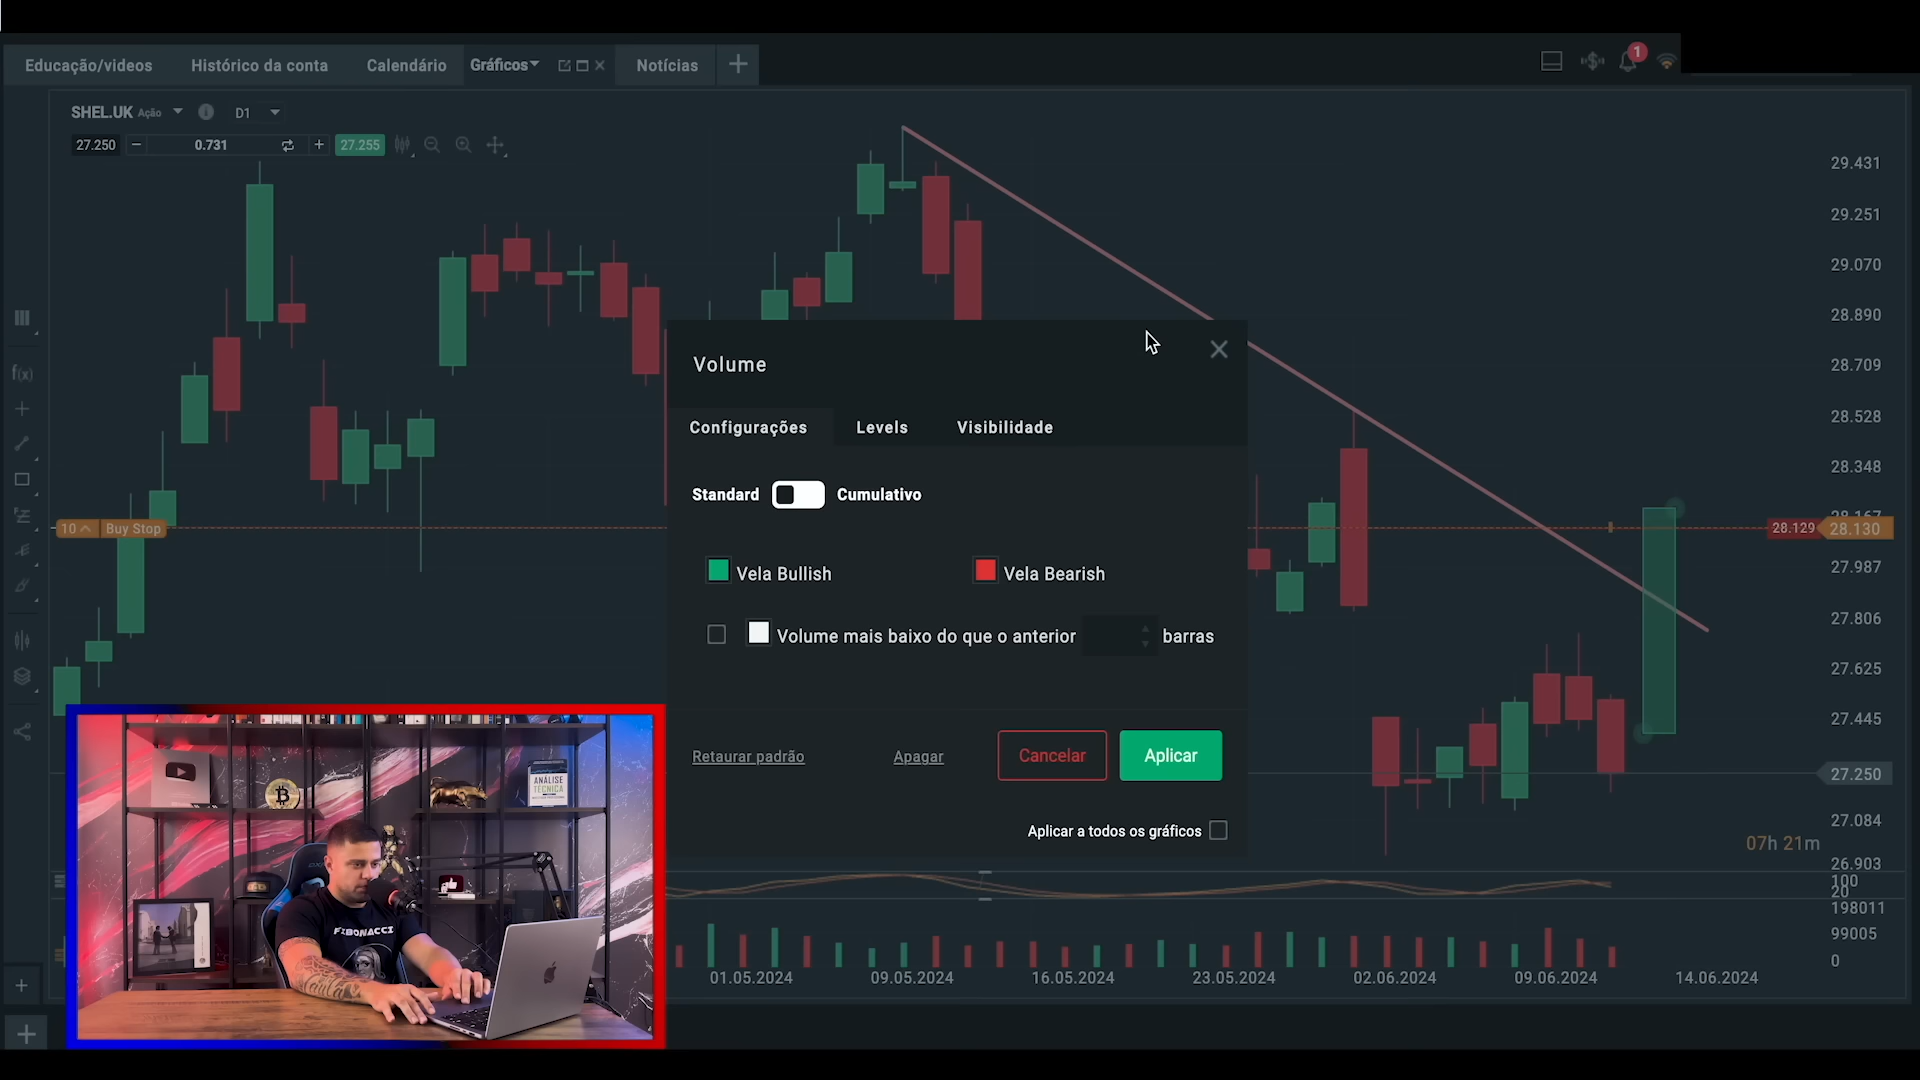 Educação/videos Histórico da conta Calendário Gráficos Notícias
1
SHEL.UK Ação D1
27.250 − 0.731 + 27.255
29.431
29.251
29.070
28.890
28.709
28.528
28.348
28.167
10 Buy Stop
28.129 28.130
27.987
27.806
27.625
27.445
27.250
27.084
07h 21m
26.903
100
20
198011
99005
0
f(x)
Volume
Configurações Levels Visibilidade
Standard Cumulativo
Vela Bullish Vela Bearish
Volume mais baixo do que o anterior barras
Retaurar padrão Apagar Cancelar Aplicar
Aplicar a todos os gráficos
01.05.2024 09.05.2024 16.05.2024 23.05.2024 02.06.2024 09.06.2024 14.06.2024
ANÁLISE
TÉCNICA
FIBONACCI